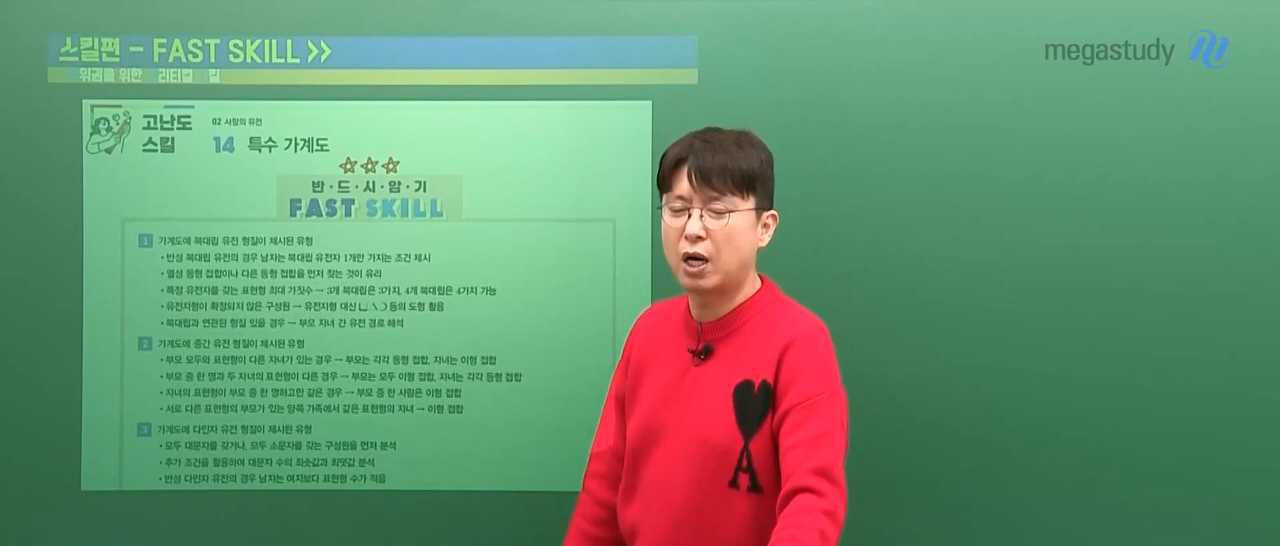 스킬편 - FAST SKILL >>
위권을 위한
megastudy
고난도
스킬
02 사람의 유전
14 특수 가계도
반·드·시·암·기
FAST SKILL
1 가계도에 복대립 유전 형질이 제시된 유형
• 반성 복대립 유전의 경우 남자는 복대립 유전자 1개만 가지는 조건 제시
• 열성 동형 접합이나 다른 동형 접합을 먼저 찾는 것이 유리
• 특정 유전자를 갖는 표현형 최대 가짓수 → 3개 복대립은 3가지, 4개 복대립은 4가지 가능
• 유전자형이 확정되지 않은 구성원 → 유전자형 대신 등의 도형 활용
• 복대립과 연관된 형질 있을 경우 → 부모 자녀 간 유전 경로 해석
2 가계도에 중간 유전 형질이 제시된 유형
• 부모 모두와 표현형이 다른 자녀가 있는 경우 → 부모는 각각 동형 접합, 자녀는 이형 접합
• 부모 중 한 명과 두 자녀의 표현형이 다른 경우 → 부모는 모두 이형 접합, 자녀는 각각 동형 접합
• 자녀의 표현형이 부모 중 한 명하고만 같은 경우 → 부모 중 한 사람은 이형 접합
• 서로 다른 표현형의 부모가 있는 양쪽 가족에서 같은 표현형의 자녀 → 이형 접합
3 가계도에 다인자 유전 형질이 제시된 유형
• 모두 대문자를 갖거나, 모두 소문자를 갖는 구성원을 먼저 분석
• 추가 조건을 활용하여 대문자 수의 최솟값과 최댓값 분석
• 반성 다인자 유전의 경우 남자는 여자보다 표현형 수가 적음
A